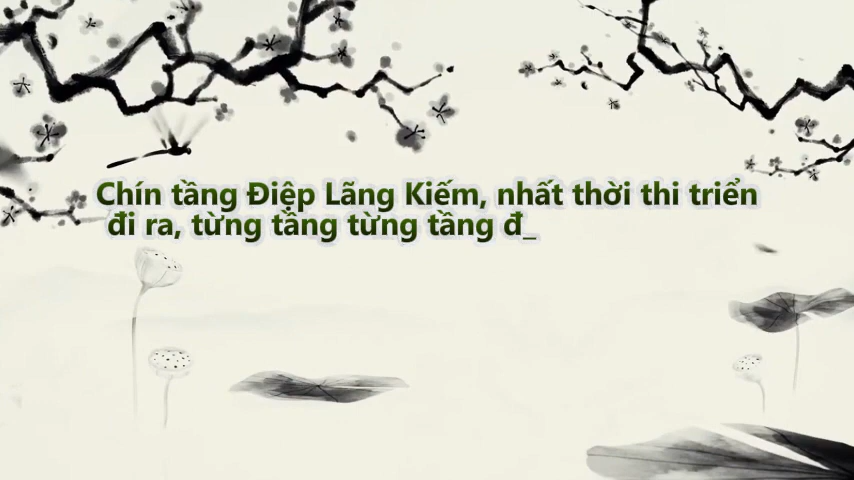 Chín tầng Điệp Lãng Kiếm, nhất thời thi triển
đi ra, từng tầng từng tầng đ_